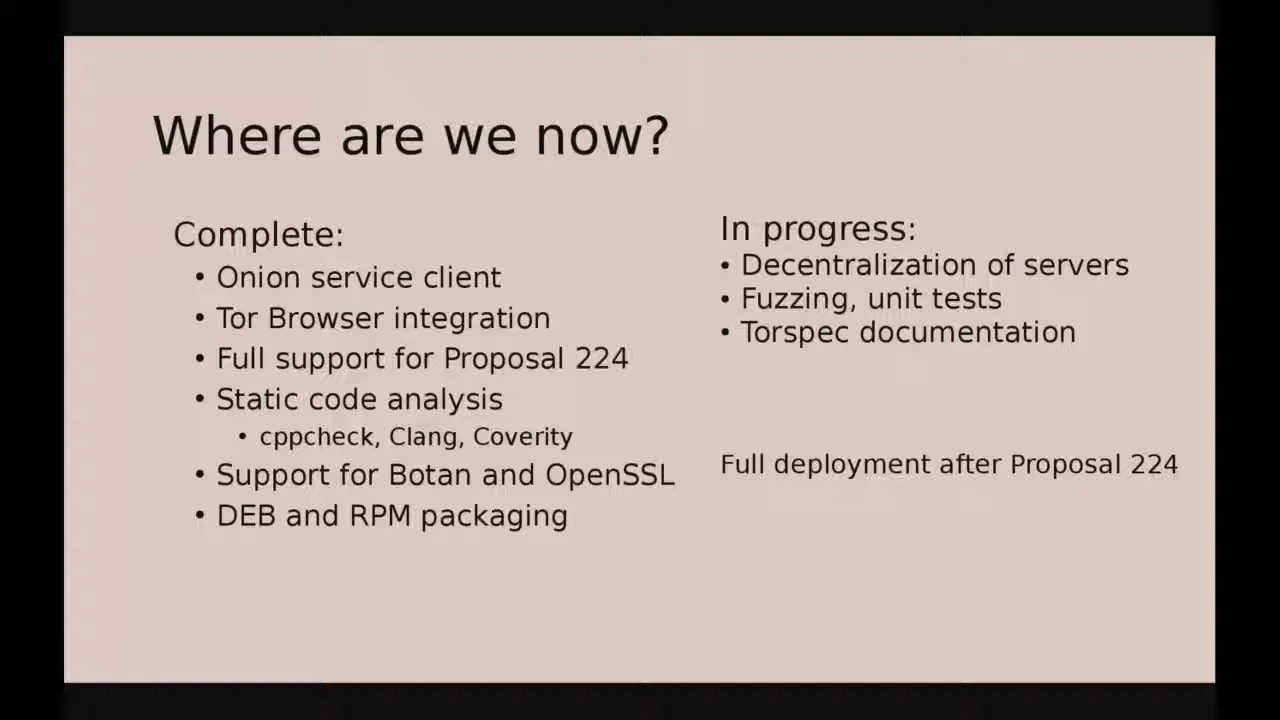 Where are we now?
Complete:
• Onion service client
• Tor Browser integration
• Full support for Proposal 224
• Static code analysis
• cppcheck, Clang, Coverity
• Support for Botan and OpenSSL
• DEB and RPM packaging
In progress:
• Decentralization of servers
• Fuzzing, unit tests
• Torspec documentation
Full deployment after Proposal 224